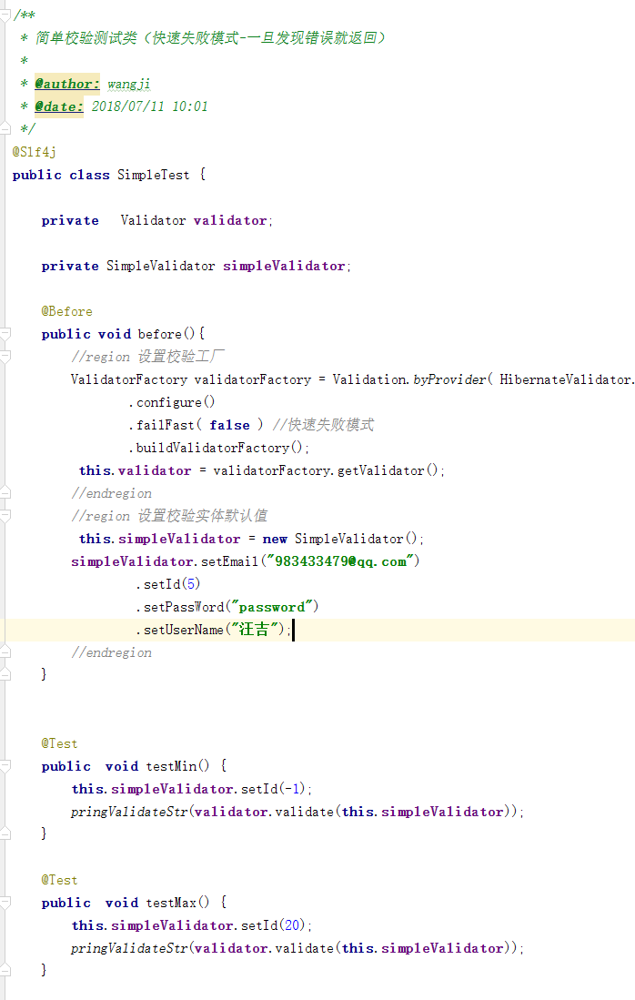 /**
 * 简单校验测试类（快速失败模式-一旦发现错误就返回）
 *
 * @author: wangji
 * @date: 2018/07/11 10:01
 */
@Slf4j
public class SimpleTest {
    private   Validator validator;
    private SimpleValidator simpleValidator;
    @Before
    public void before(){
        //region 设置校验工厂
        ValidatorFactory validatorFactory = Validation.byProvider( HibernateValidator.
                .configure()
                .failFast( false ) //快速失败模式
                .buildValidatorFactory();
         this.validator = validatorFactory.getValidator();
        //endregion
        //region 设置校验实体默认值
         this.simpleValidator = new SimpleValidator();
        simpleValidator.setEmail("983433479@qq.com")
                 .setId(5)
                 .setPassWord("password")
                 .setUserName("汪吉");
        //endregion
    }
    @Test
    public  void testMin() {
        this.simpleValidator.setId(-1);
        pringValidateStr(validator.validate(this.simpleValidator));
    }
    @Test
    public  void testMax() {
        this.simpleValidator.setId(20);
        pringValidateStr(validator.validate(this.simpleValidator));
    }